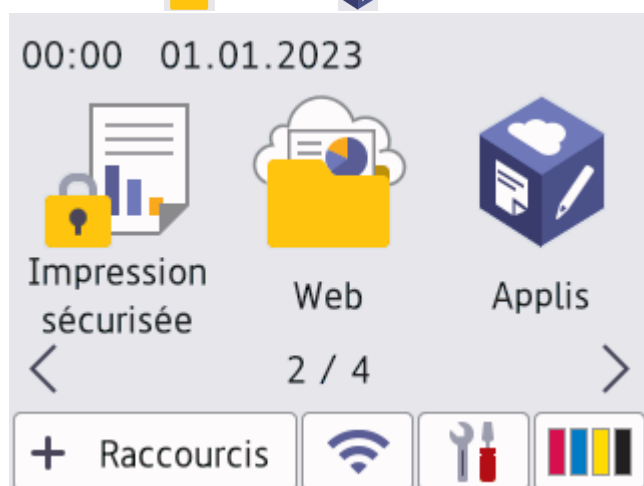 00:00 01.01.2023
Impression
sécurisée
Web
Applis
2 / 4
+ Raccourcis